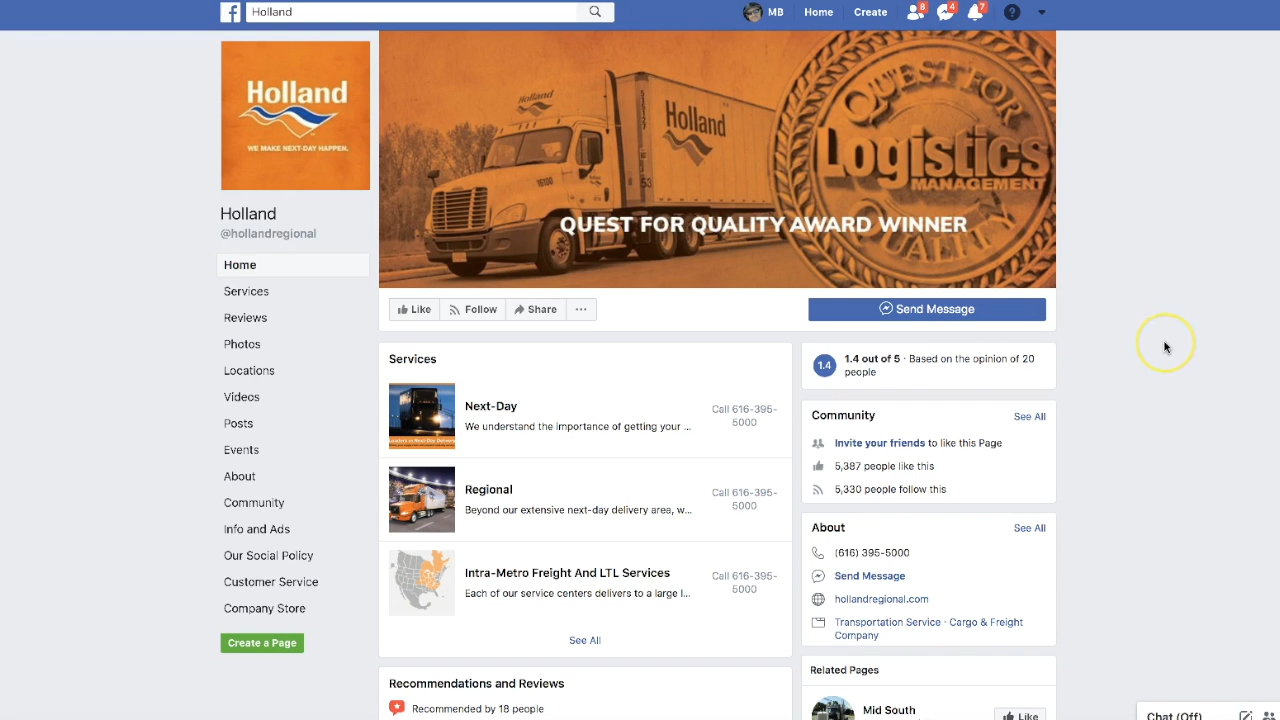 Holland
MB
Home
Create
8
4
7
Holland
WE MAKE NEXT-DAY HAPPEN.
Holland
@hollandregional
Home
Services
Reviews
Photos
Locations
Videos
Posts
Events
About
Community
Info and Ads
Our Social Policy
Customer Service
Company Store
Create a Page
Holland
Holland
16100
53
QUEST FOR
Logistics
MANAGEMENT
QUALITY
QUEST FOR QUALITY AWARD WINNER
Like
Follow
Share
Send Message
Services
Next-Day
We understand the importance of getting your ...
Call 616-395-
5000
Regional
Beyond our extensive next-day delivery area, w...
Call 616-395-
5000
Intra-Metro Freight And LTL Services
Each of our service centers delivers to a large l...
Call 616-395-
5000
See All
Recommendations and Reviews
Recommended by 18 people
1.4
1.4 out of 5 · Based on the opinion of 20
people
Community
See All
Invite your friends to like this Page
5,387 people like this
5,330 people follow this
About
See All
(616) 395-5000
Send Message
hollandregional.com
Transportation Service · Cargo & Freight
Company
Related Pages
Mid South
Like
Chat (Off)